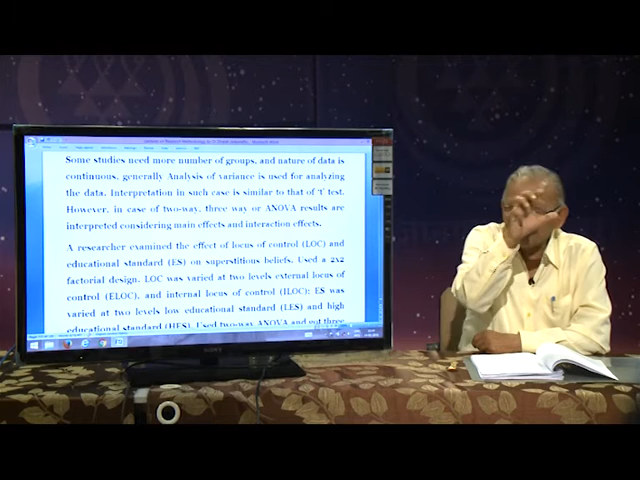 Some studies need more number of groups, and nature of data is
continuous, generally Analysis of variance is used for analyzing
the data. Interpretation in such case is similar to that of 't' test.
However, in case of two-way, three way or ANOVA results are
interpreted considering main effects and interaction effects.
A researcher examined the effect of locus of control (LOC) and
educational standard (ES) on superstitious beliefs. Used a 2x2
factorial design. LOC was varied at two levels external locus of
control (ELOC), and internal locus of control (ILOC); ES was
varied at two levels low educational standard (LES) and high
educational standard (HES). Used two-way ANOVA and got three
SONY